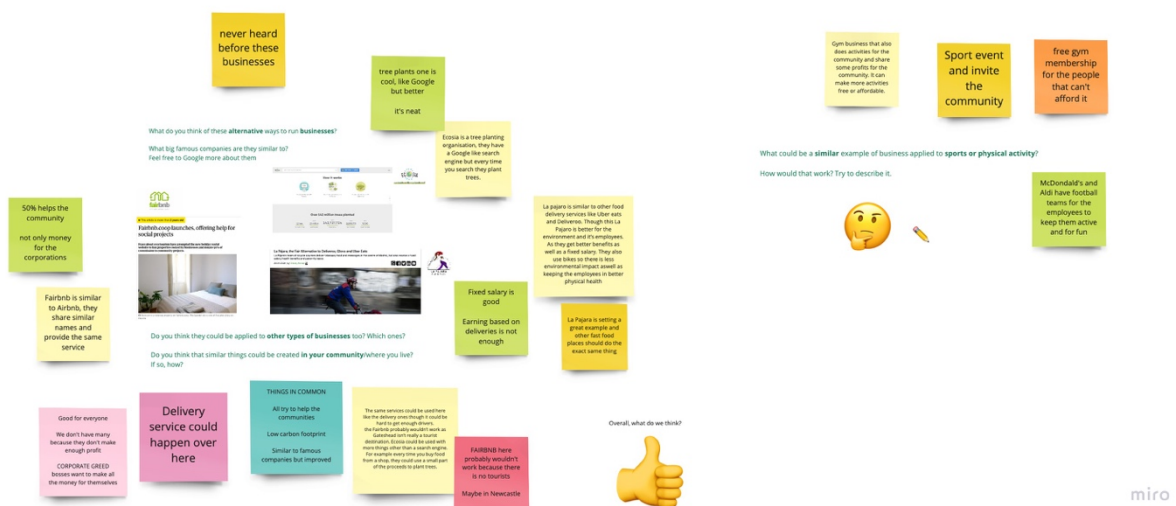 never heard
before these
businesses
tree plants one is
cool, like Google
but better
it's neat
What do you think of these alternative ways to run businesses?
What big famous companies are they similar to?
Feel free to Google more about them
Ecosia is a tree planting
organisation, they have
a Google like search
engine but every time
you search they plant
trees.
fairbnb
Fairbnb.coop launches, offering help for
social projects
How it works
50% helps the
community
not only money
for the
corporations
Fairbnb is similar
to Airbnb, they
share similar
names and
provide the same
service
La pajaro is similar to other food
delivery services like Uber eats
and Deliveroo. Though this La
Pajaro is better for the
environment and it's employees.
As they get better benefits as
well as a fixed salary. They also
use bikes so there is less
environmental impact aswell as
keeping the employees in better
physical health
Fixed salary is
good
Earning based on
deliveries is not
enough
La Pajara is setting a
great example and
other fast food
places should do the
exact same thing
Do you think they could be applied to other types of businesses too? Which ones?
Do you think that similar things could be created in your community/where you live?
If so, how?
Good for everyone
We don't have many
because they don't make
enough profit
CORPORATE GREED
bosses want to make all
the money for themselves
Delivery
service could
happen over
here
THINGS IN COMMON
All try to help the
communities
Low carbon footprint
Similar to famous
companies but improved
The same services could be used here
like the delivery ones though it could be
hard to get enough drivers.
the Fairbnb probably wouldn't work as
Gateshead isn't really a tourist
destination. Ecosia could be used with
more things other than a search engine.
For example every time you buy food
from a shop, they could use a small part
of the proceeds to plant trees.
FAIRBNB here
probably wouldn't
work because there
is no tourists
Maybe in Newcastle
Overall, what do we think?
Gym business that also
does activities for the
community and share
some profits for the
community. It can
make more activities
free or affordable.
Sport event
and invite
the
community
free gym
membership
for the people
that can't
afford it
What could be a similar example of business applied to sports or physical activity?
How would that work? Try to describe it.
McDonald's and
Aldi have football
teams for the
employees to
keep them active
and for fun
miro